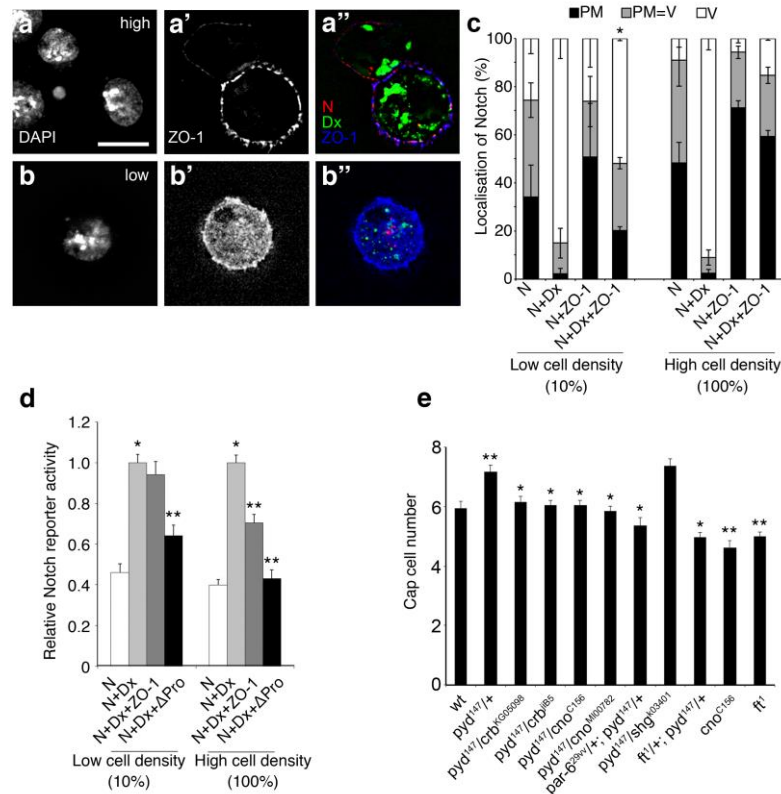 a
high
DAPI
a'
ZO-1
a"
N
Dx
ZO-1
b
low
b'
b"
c
PM PM=V V
Localisation of Notch (%)
100
80
60
40
20
0
*
N
N+Dx
N+ZO-1
N+Dx+ZO-1
N
N+Dx
N+ZO-1
N+Dx+ZO-1
Low cell density
(10%)
High cell density
(100%)
d
Relative Notch reporter activity
1.2
1.0
0.8
0.6
0.4
0.2
0
*
**
*
**
**
N
N+Dx
N+Dx+ZO-1
N+Dx+ΔPro
N
N+Dx
N+Dx+ZO-1
N+Dx+ΔPro
Low cell density
(10%)
High cell density
(100%)
e
Cap cell number
8
6
4
2
0
**
*
*
*
*
*
*
**
**
wt
pyd147/+
pyd147/crbKG05098
pyd147/crbjiB5
pyd147/cnoC156
pyd147/cnoMI00782
par-629vv/+; pyd147/+
pyd147/shgk03401
ft1/+; pyd147/+
cnoC156
ft1